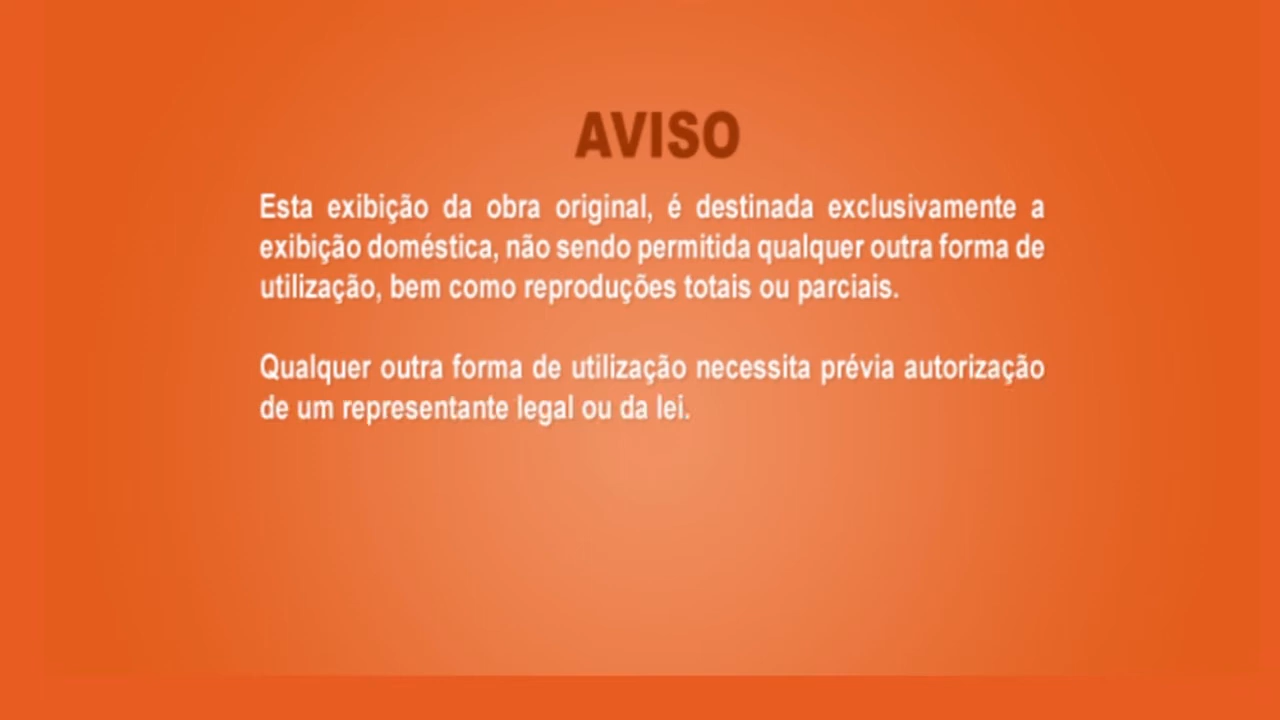 AVISO
Esta exibição da obra original, é destinada exclusivamente a
exibição doméstica, não sendo permitida qualquer outra forma de
utilização, bem como reproduções totais ou parciais.
Qualquer outra forma de utilização necessita prévia autorização
de um representante legal ou da lei.